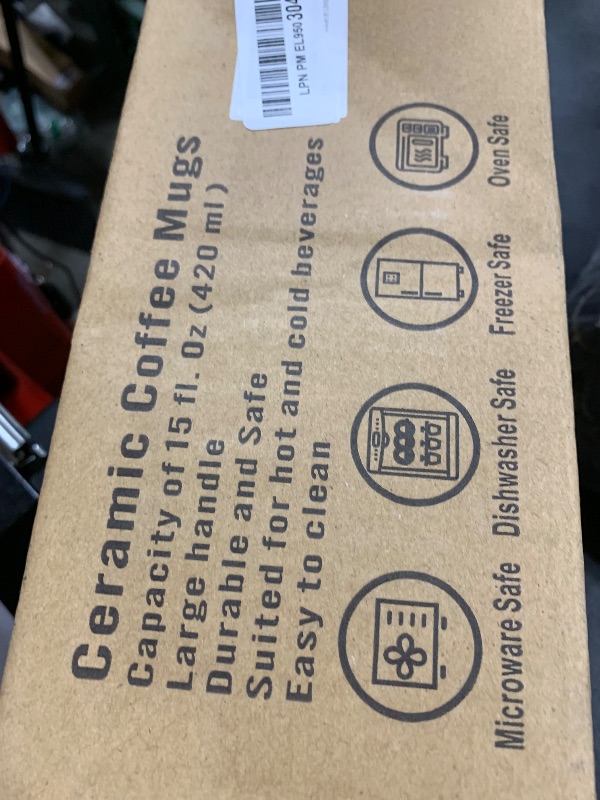 Ceramic Coffee Mugs
Capacity of 15 fl. Oz (420 ml)
Large handle
Durable and Safe
Suited for hot and cold beverages
Easy to clean
Microware Safe
Dishwasher Safe
Freezer Safe
Oven Safe
LPN PM EL950 304